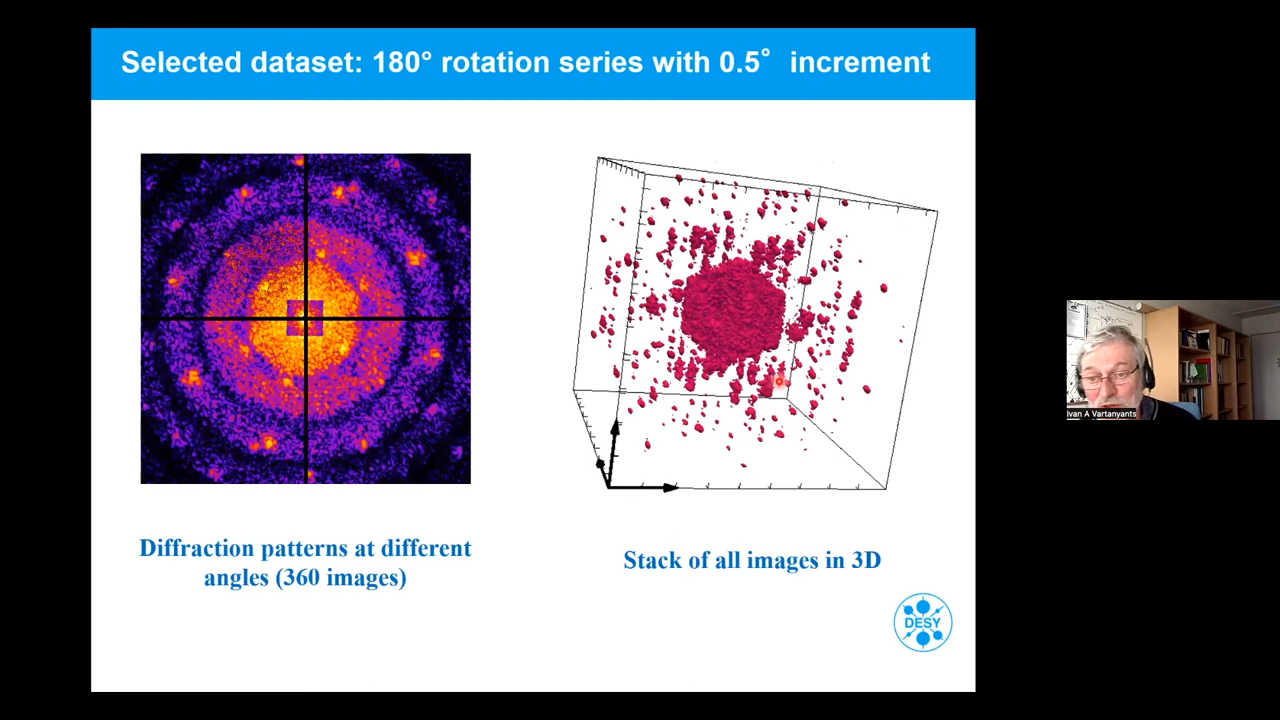 Selected dataset: 180° rotation series with 0.5° increment
Diffraction patterns at different
angles (360 images)
Stack of all images in 3D
DESY
Ivan A Vartanyants